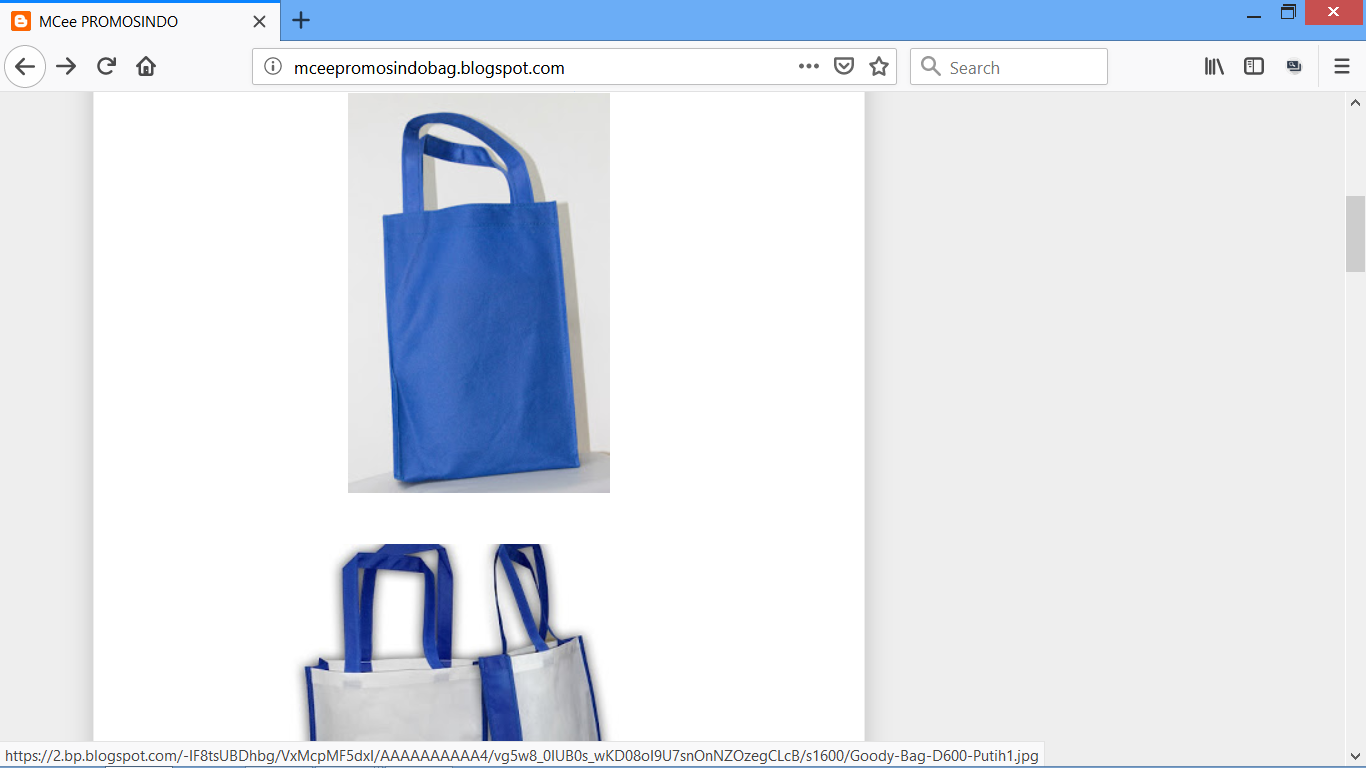 MCee PROMOSINDO
mceepromosindobag.blogspot.com
Search
https://2.bp.blogspot.com/-IF8tsUBDhbg/VxMcpMF5dxI/AAAAAAAAAA4/vg5w8_0IUB0s_wKD08oI9U7snOnNZOzegCLcB/s1600/Goody-Bag-D600-Putih1.jpg